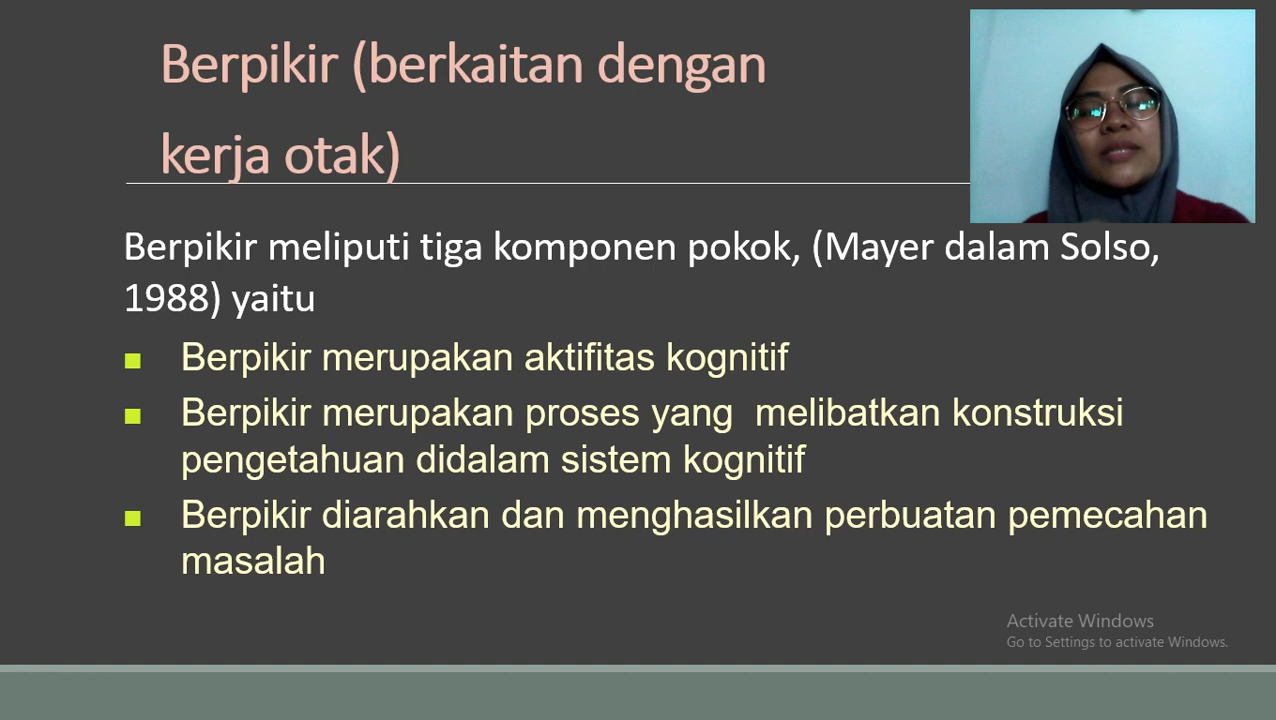 Berpikir (berkaitan dengan
kerja otak)
Berpikir meliputi tiga komponen pokok, (Mayer dalam Solso,
1988) yaitu
Berpikir merupakan aktifitas kognitif
Berpikir merupakan proses yang  melibatkan konstruksi
pengetahuan didalam sistem kognitif
Berpikir diarahkan dan menghasilkan perbuatan pemecahan
masalah
Activate Windows
Go to Settings to activate Windows.